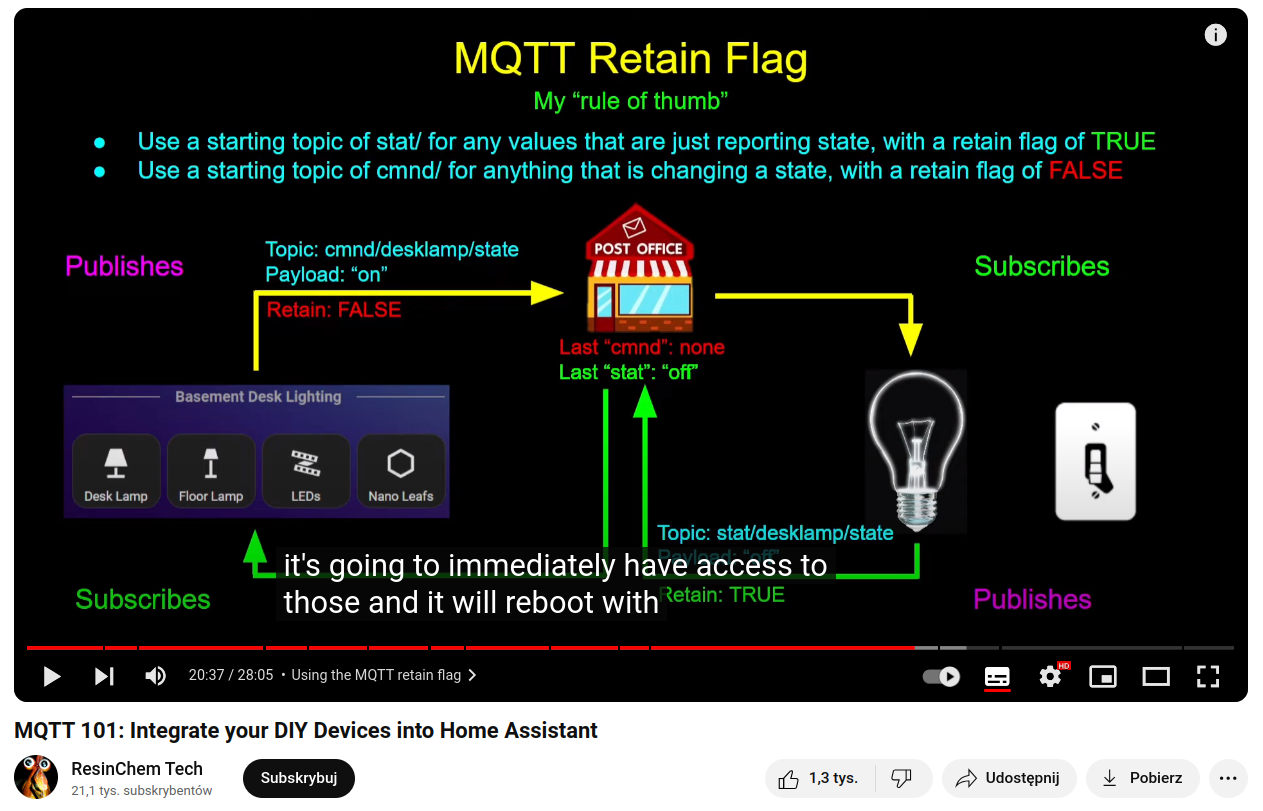 MQTT Retain Flag
My “rule of thumb”
● Use a starting topic of stat/ for any values that are just reporting state, with a retain flag of TRUE
● Use a starting topic of cmnd/ for anything that is changing a state, with a retain flag of FALSE
Publishes
Topic: cmnd/desklamp/state
Payload: “on”
Retain: FALSE
POST OFFICE
Subscribes
Last “cmnd”: none
Last “stat”: “off”
Basement Desk Lighting
Desk Lamp
Floor Lamp
LEDs
Nano Leafs
Topic: stat/desklamp/state
Payload: “off”
Retain: TRUE
it's going to immediately have access to
those and it will reboot with
Subscribes
Publishes
20:37 / 28:05 • Using the MQTT retain flag
HD
MQTT 101: Integrate your DIY Devices into Home Assistant
ResinChem Tech
21,1 tys. subskrybentów
Subskrybuj
1,3 tys.
Udostępnij
Pobierz